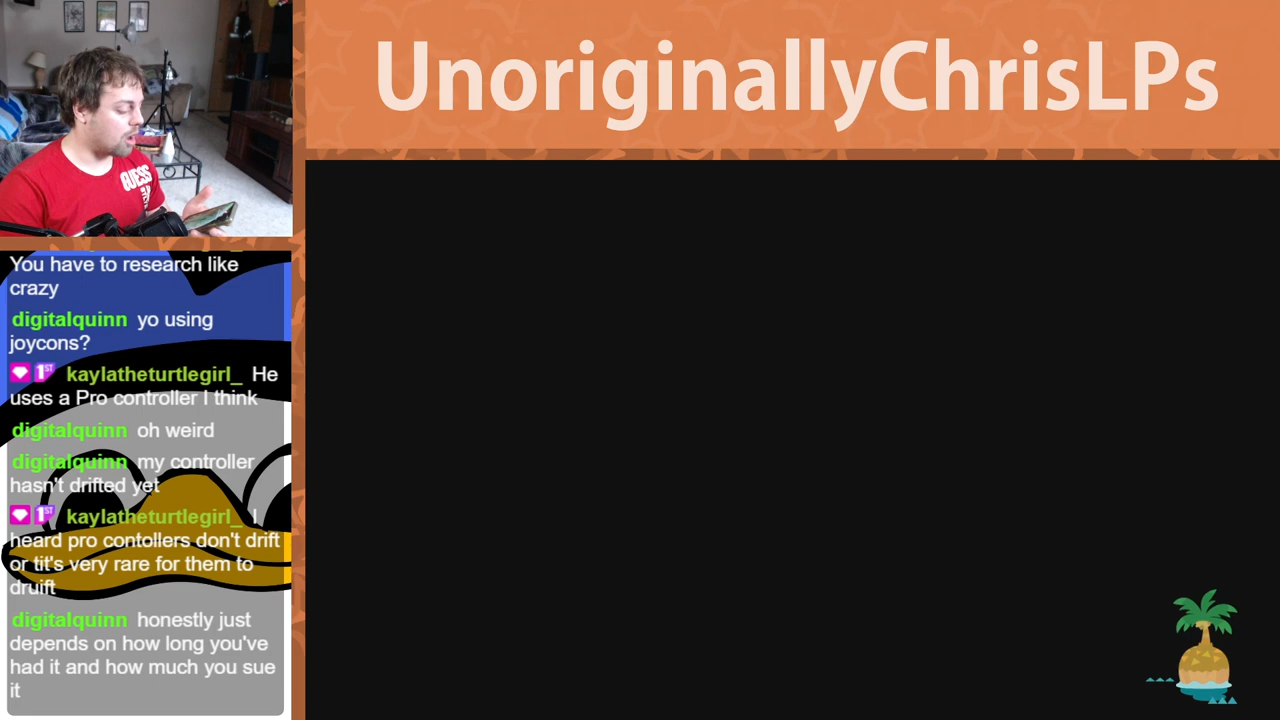 UnoriginallyChrisLPs
GUESS
You have to research like
crazy
digitalquinn yo using
joycons?
1ST kaylatheturtlegirl_ He
uses a Pro controller I think
digitalquinn oh weird
digitalquinn my controller
hasn't drifted yet
1ST kaylatheturtlegirl_ I
heard pro contollers don't drift
or tit's very rare for them to
druift
digitalquinn honestly just
depends on how long you've
had it and how much you sue
it